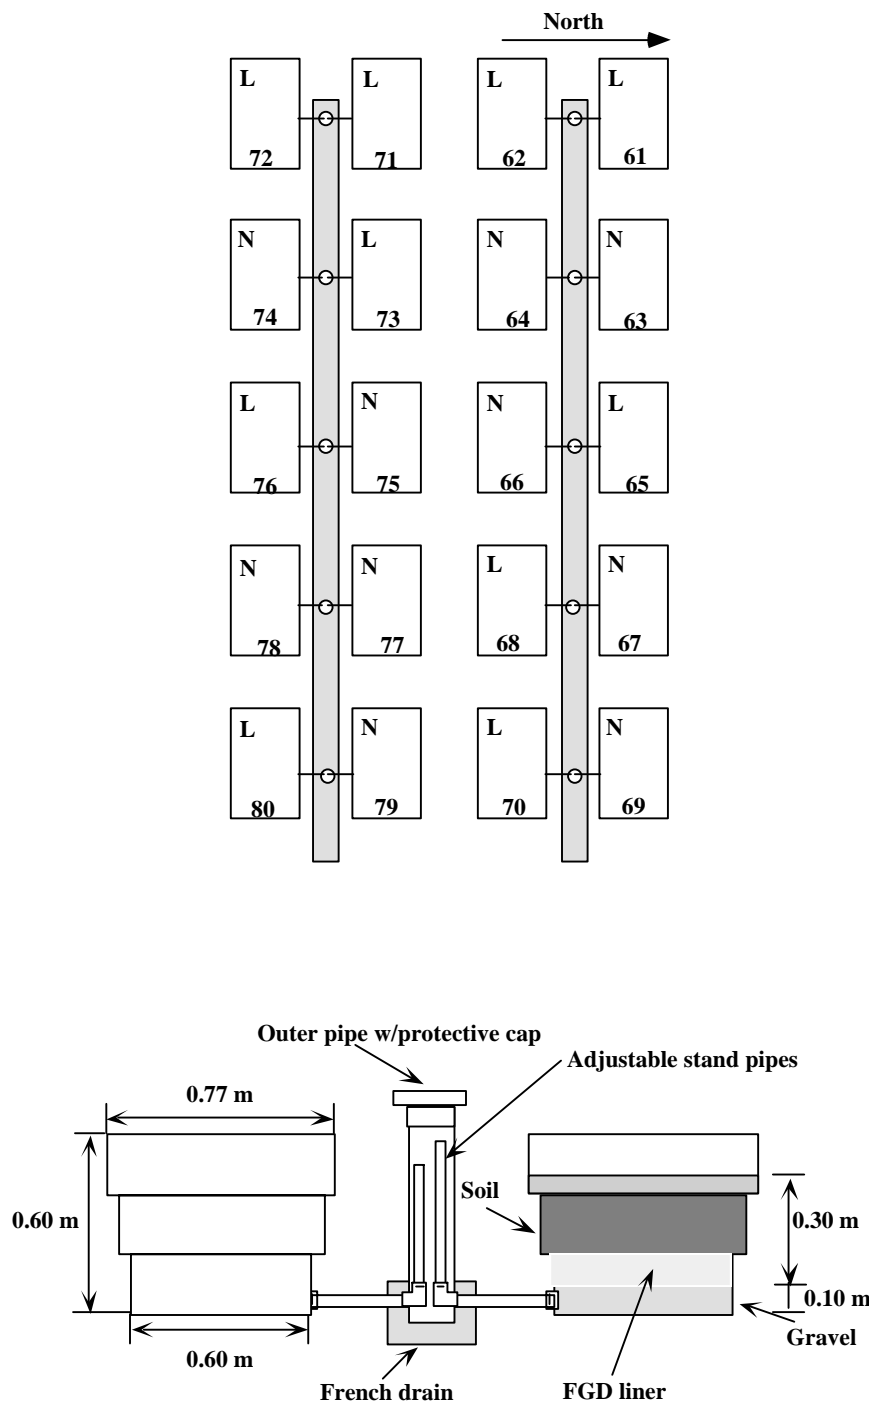 North
L L L L
72 71 62 61
N L N N
74 73 64 63
L N N L
76 75 66 65
N N L N
78 77 68 67
L N L N
80 79 70 69
Outer pipe w/protective cap
Adjustable stand pipes
0.77 m
Soil
0.60 m
0.30 m
0.10 m
Gravel
0.60 m
French drain
FGD liner